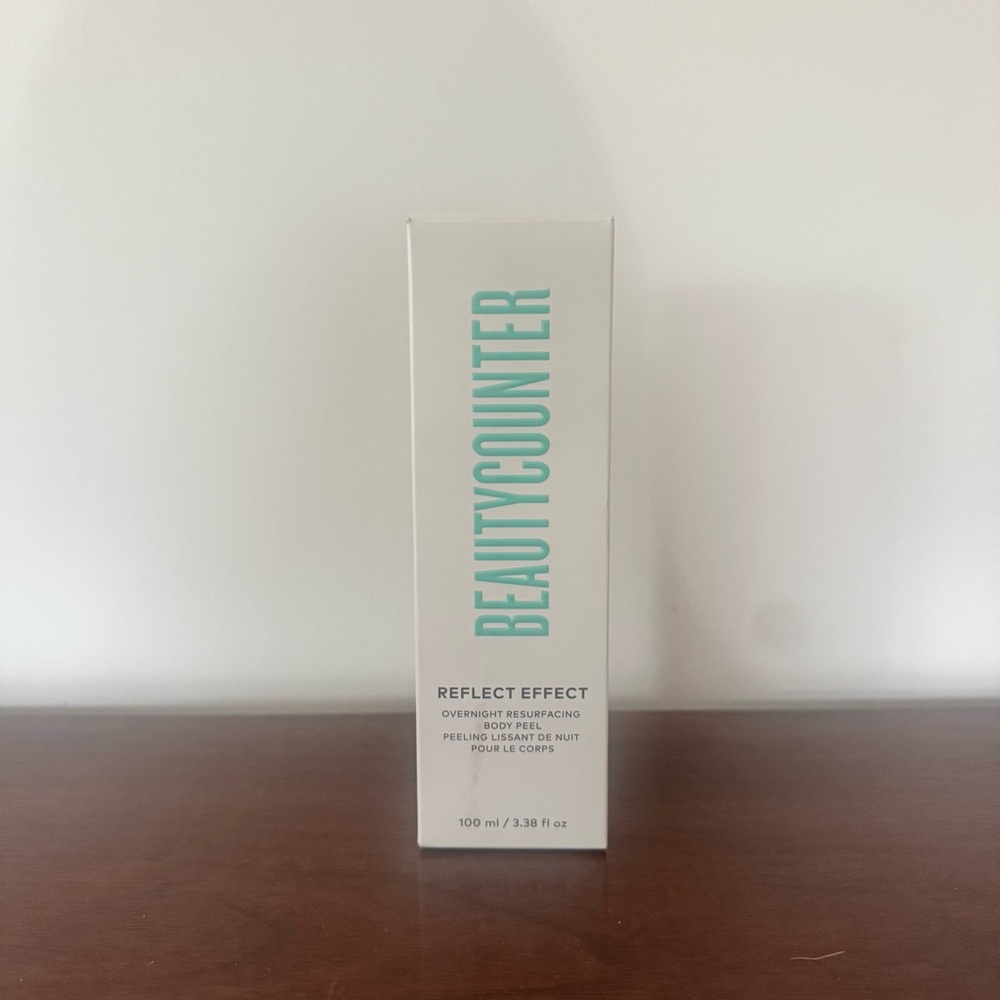 BEAUTYCOUNTER
REFLECT EFFECT
OVERNIGHT RESURFACING
BODY PEEL
PEELING LISSANT DE NUIT
POUR LE CORPS
100 ml / 3.38 fl oz